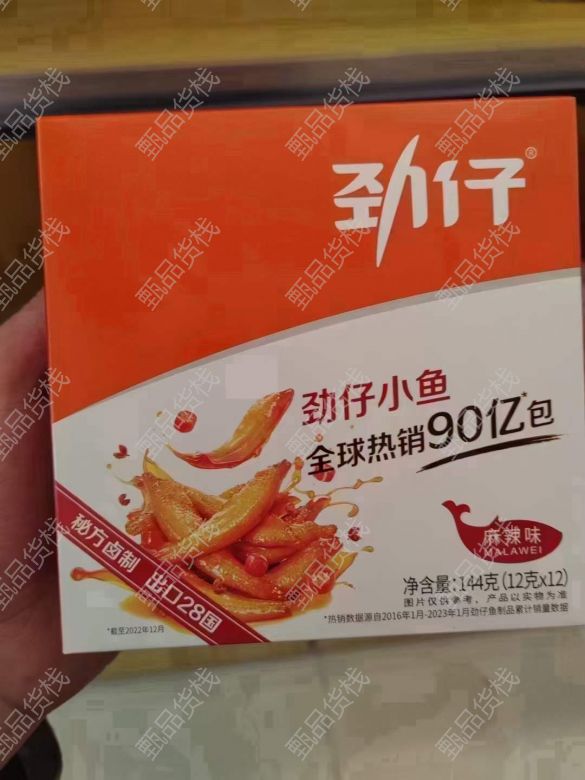 劲仔®
劲仔小鱼
全球热销90亿*包
麻辣味
MALAWEI
秘方卤制 出口28国
净含量:144克(12克x12)
图片仅供参考，产品以实物为准
*热销数据源自2016年1月-2023年1月劲仔鱼制品累计销量数据
*截至2022年12月
甄品货栈